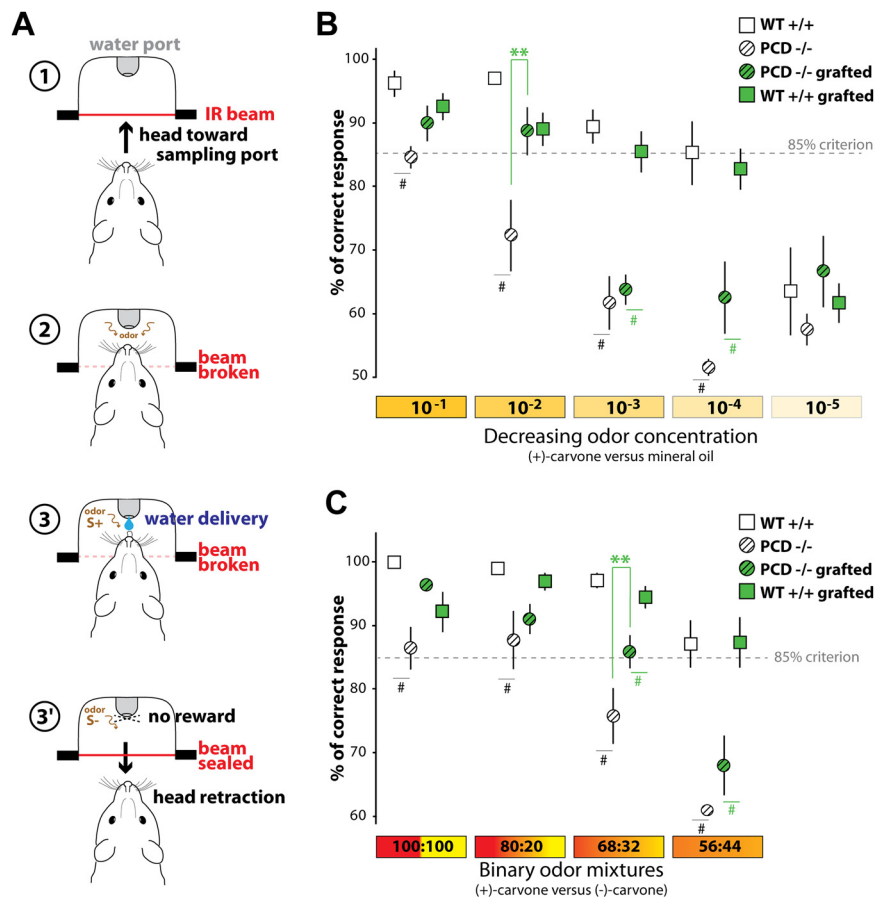 A
water port
1
IR beam
head toward
sampling port
2
odor
beam
broken
3
odor
S+
water delivery
beam
broken
3'
odor
S-
no reward
beam
sealed
head retraction
B
WT +/+
PCD -/-
PCD -/- grafted
WT +/+ grafted
% of correct response
100
90
80
70
60
50
**
85% criterion
#
#
#
#
#
#
10-1
10-2
10-3
10-4
10-5
Decreasing odor concentration
(+)-carvone versus mineral oil
C
WT +/+
PCD -/-
PCD -/- grafted
WT +/+ grafted
% of correct response
100
90
80
70
60
**
85% criterion
#
#
#
#
#
#
100:100
80:20
68:32
56:44
Binary odor mixtures
(+)-carvone versus (-)-carvone)